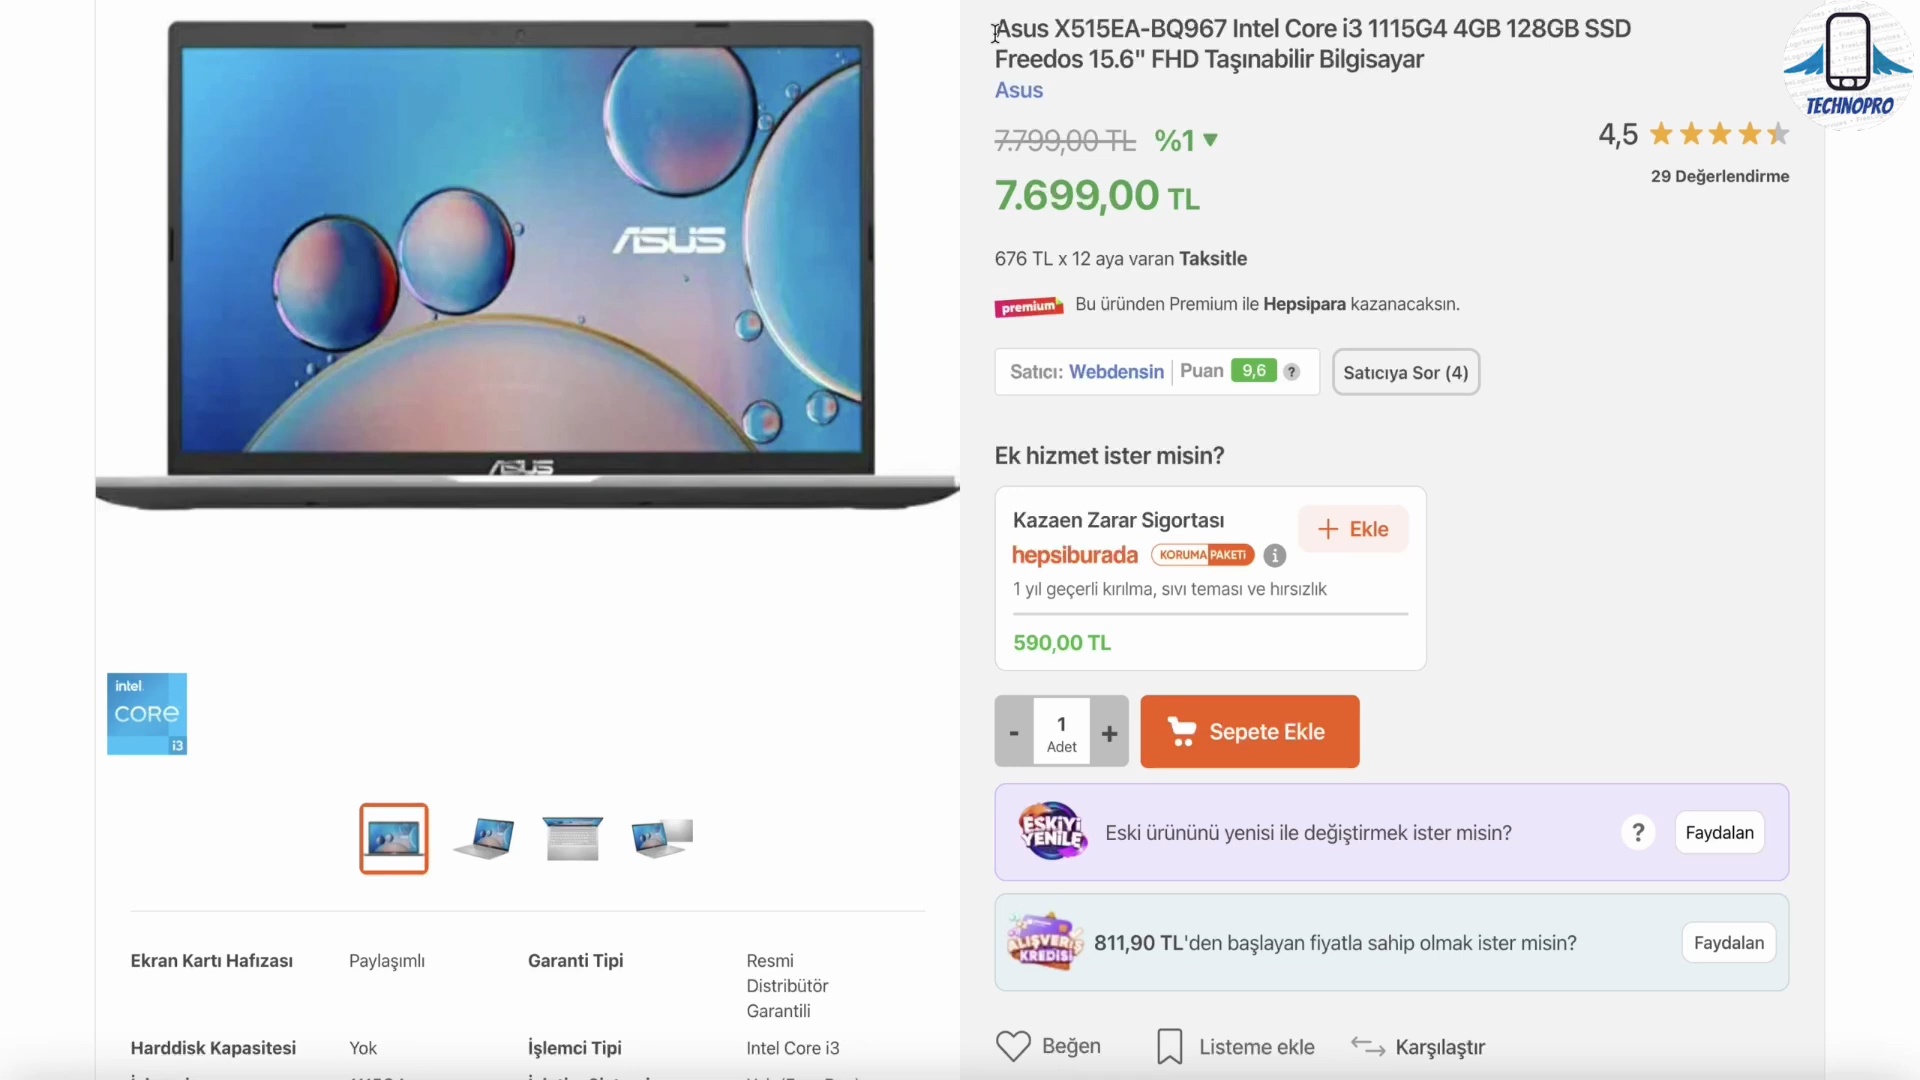 Asus X515EA-BQ967 Intel Core i3 1115G4 4GB 128GB SSD
Freedos 15.6" FHD Taşınabilir Bilgisayar
Asus
TECHNOPRO
7.799,00 TL %1
4,5
29 Değerlendirme
7.699,00 TL
676 TL x 12 aya varan Taksitle
premium Bu üründen Premium ile Hepsipara kazanacaksın.
Satıcı: Webdensin Puan 9,6 ?
Satıcıya Sor (4)
ASUS
ASUS
Ek hizmet ister misin?
Kazaen Zarar Sigortası
+ Ekle
hepsiburada KORUMA PAKETİ i
1 yıl geçerli kırılma, sıvı teması ve hırsızlık
590,00 TL
intel
CORE
i3
- 1 +
Adet
Sepete Ekle
ESKİYİ
YENİLE
Eski ürününü yenisi ile değiştirmek ister misin?
?
Faydalan
ALIŞVERİŞ
KREDİSİ
811,90 TL'den başlayan fiyatla sahip olmak ister misin?
Faydalan
Ekran Kartı Hafızası Paylaşımlı Garanti Tipi Resmi
Distribütör
Garantili
Harddisk Kapasitesi Yok İşlemci Tipi Intel Core i3
Beğen Listeme ekle Karşılaştır